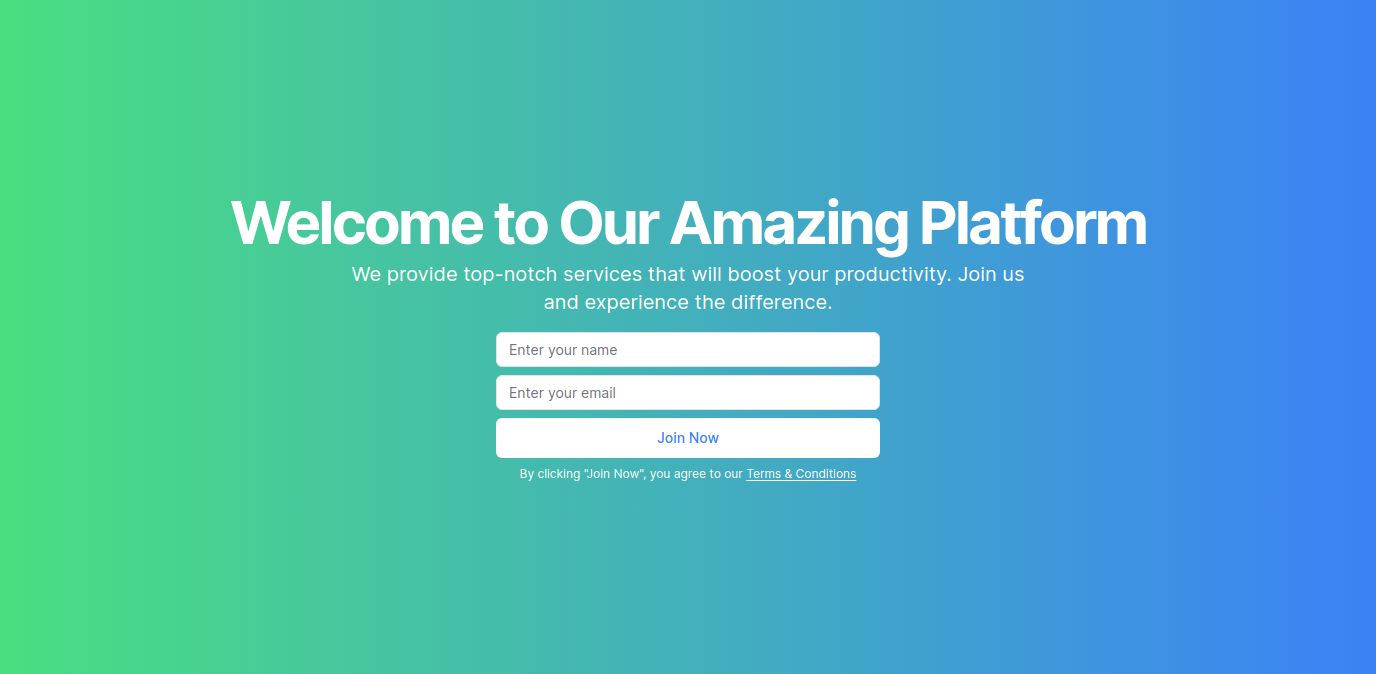 Welcome to Our Amazing Platform
We provide top-notch services that will boost your productivity. Join us
and experience the difference.
Enter your name
Enter your email
Join Now
By clicking "Join Now", you agree to our Terms & Conditions